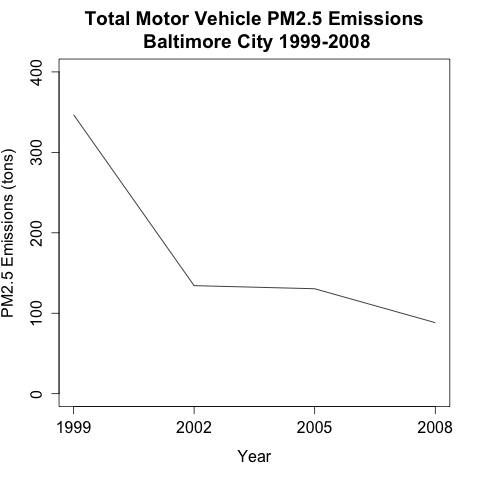 Total Motor Vehicle PM2.5 Emissions
Baltimore City 1999-2008
PM2.5 Emissions (tons)
400
300
200
100
0
1999 2002 2005 2008
Year